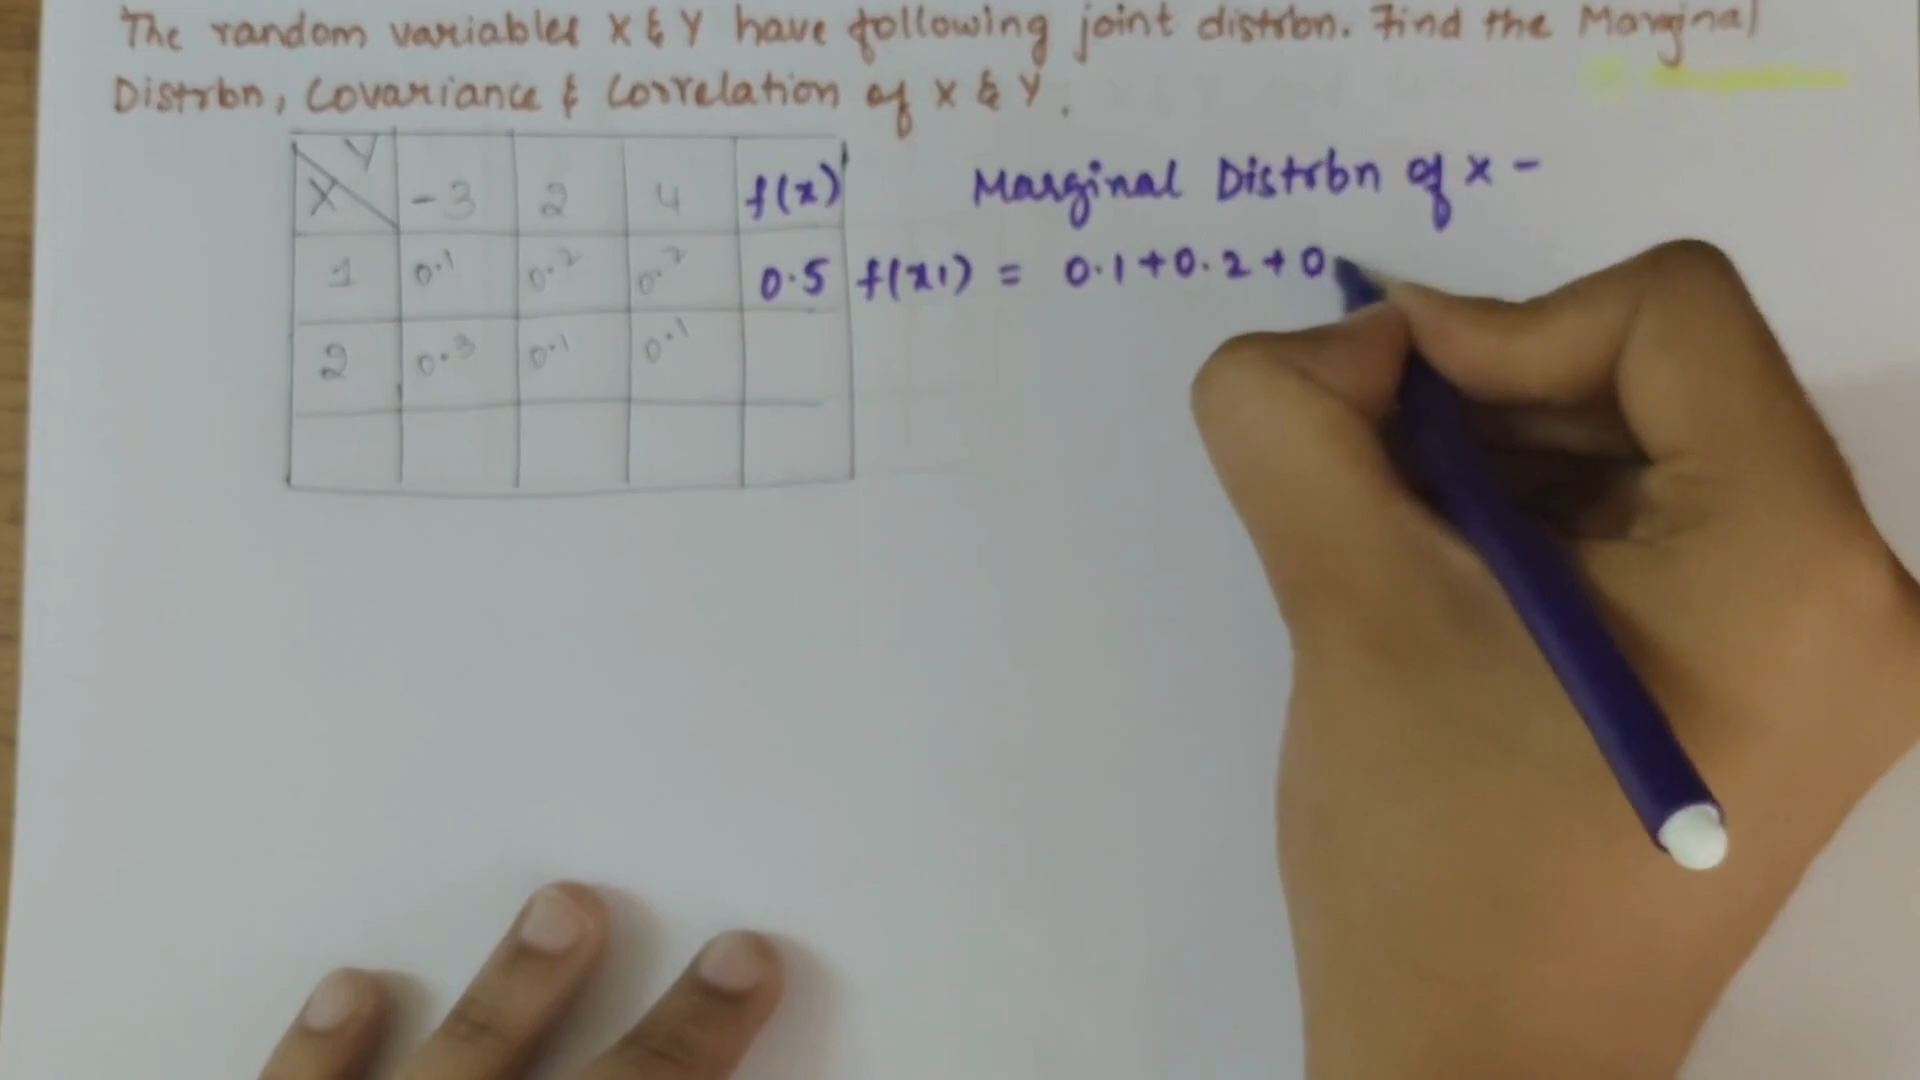 The random variables X & Y have following joint distrbn. Find the Marginal
Distrbn, Covariance & Correlation of X & Y.
X Y -3 2 4 f(x)
1 0.1 0.2 0.2 0.5
2 0.3 0.1 0.1
Marginal Distrbn of x -
f(x1) = 0.1+0.2+0.